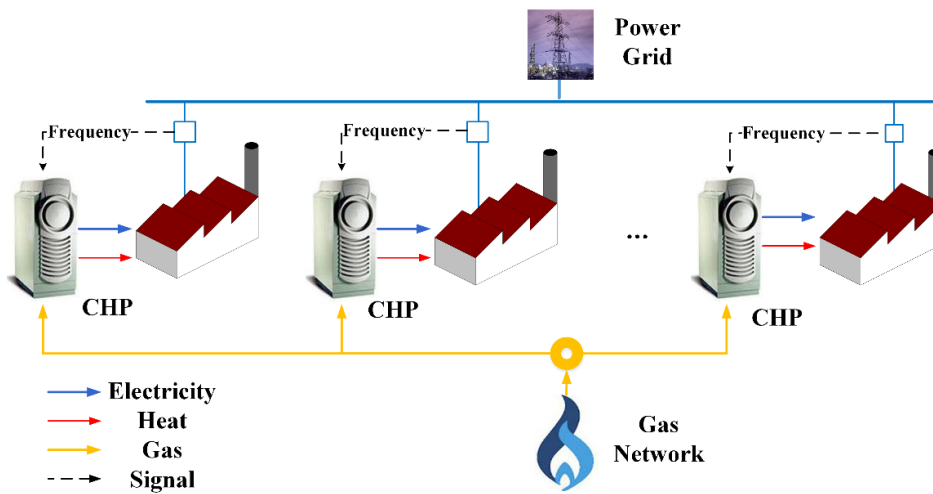 Power
Grid
Frequency
Frequency
Frequency
...
CHP
CHP
CHP
Electricity
Heat
Gas
Signal
Gas
Network